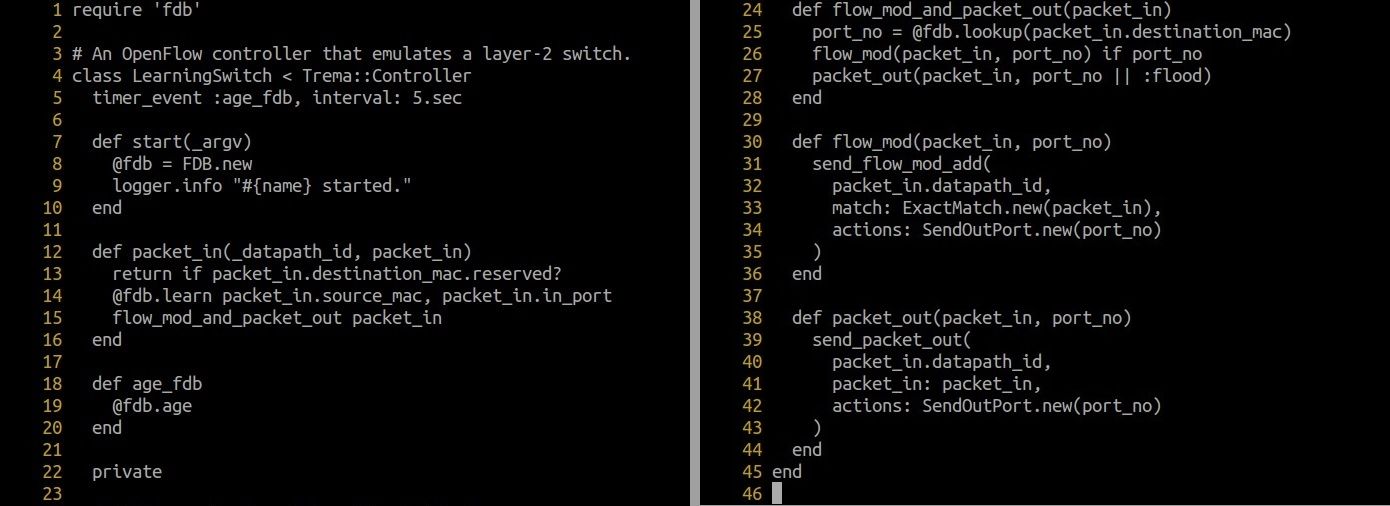 1 require 'fdb'
2
3 # An OpenFlow controller that emulates a layer-2 switch.
4 class LearningSwitch < Trema::Controller
5   timer_event :age_fdb, interval: 5.sec
6
7   def start(_argv)
8     @fdb = FDB.new
9     logger.info "#{name} started."
10   end
11
12   def packet_in(_datapath_id, packet_in)
13     return if packet_in.destination_mac.reserved?
14     @fdb.learn packet_in.source_mac, packet_in.in_port
15     flow_mod_and_packet_out packet_in
16   end
17
18   def age_fdb
19     @fdb.age
20   end
21
22   private
23
24   def flow_mod_and_packet_out(packet_in)
25     port_no = @fdb.lookup(packet_in.destination_mac)
26     flow_mod(packet_in, port_no) if port_no
27     packet_out(packet_in, port_no || :flood)
28   end
29
30   def flow_mod(packet_in, port_no)
31     send_flow_mod_add(
32       packet_in.datapath_id,
33       match: ExactMatch.new(packet_in),
34       actions: SendOutPort.new(port_no)
35     )
36   end
37
38   def packet_out(packet_in, port_no)
39     send_packet_out(
40       packet_in.datapath_id,
41       packet_in: packet_in,
42       actions: SendOutPort.new(port_no)
43     )
44   end
45 end
46